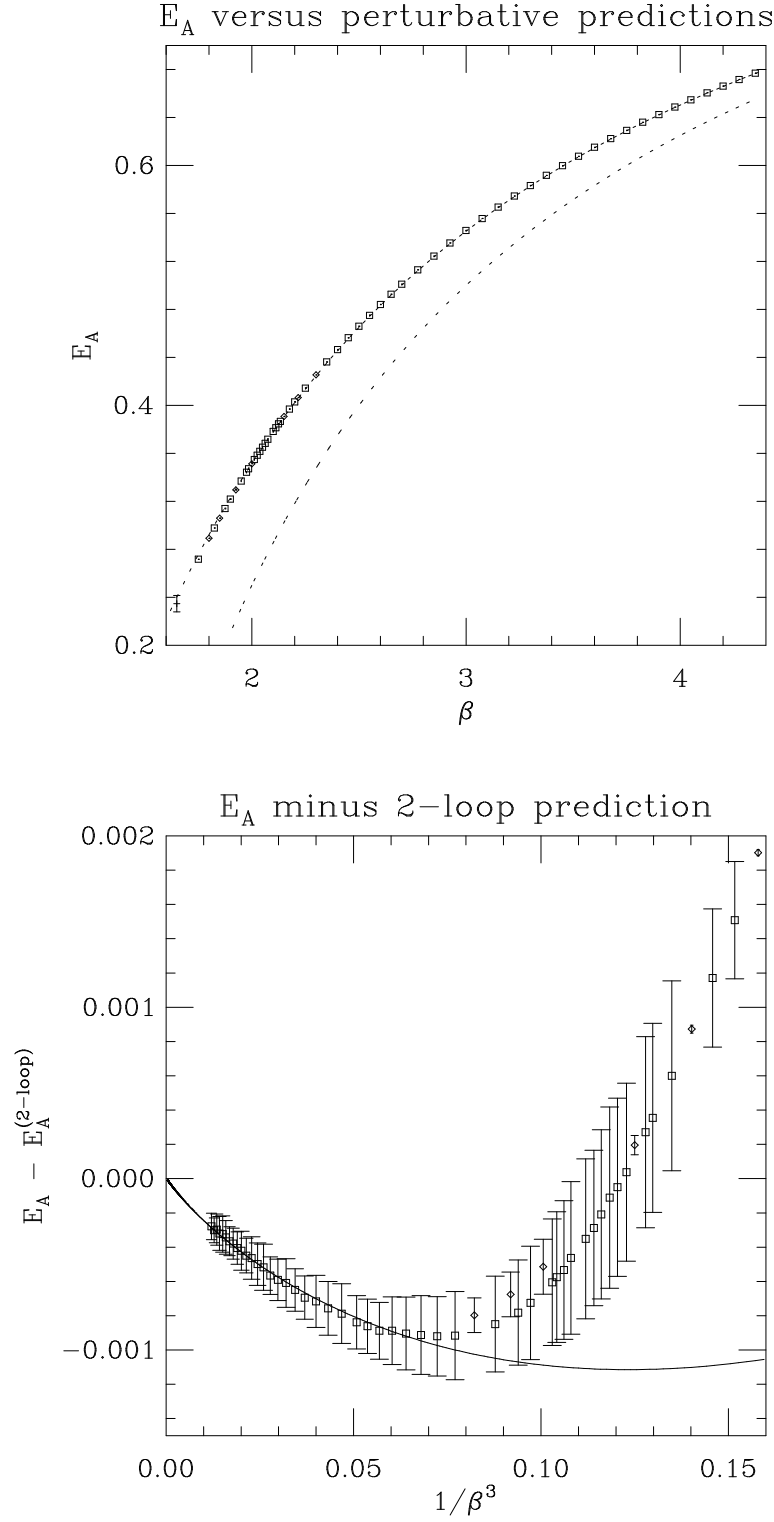 E_A versus perturbative predictions
0.6
E_A
0.4
0.2
2 3 4
β
E_A minus 2−loop prediction
0.002
0.001
E_A − E_A^(2−loop)
0.000
−0.001
0.00 0.05 0.10 0.15
1/β³